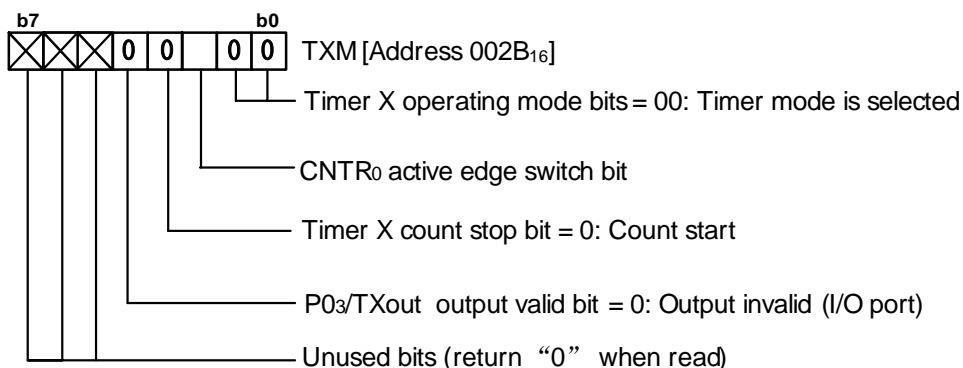 b7 b0
0 0 0 0 TXM [Address 002B₁₆]
Timer X operating mode bits = 00: Timer mode is selected
CNTR₀ active edge switch bit
Timer X count stop bit = 0: Count start
P0₃/TXout output valid bit = 0: Output invalid (I/O port)
Unused bits (return “0” when read)